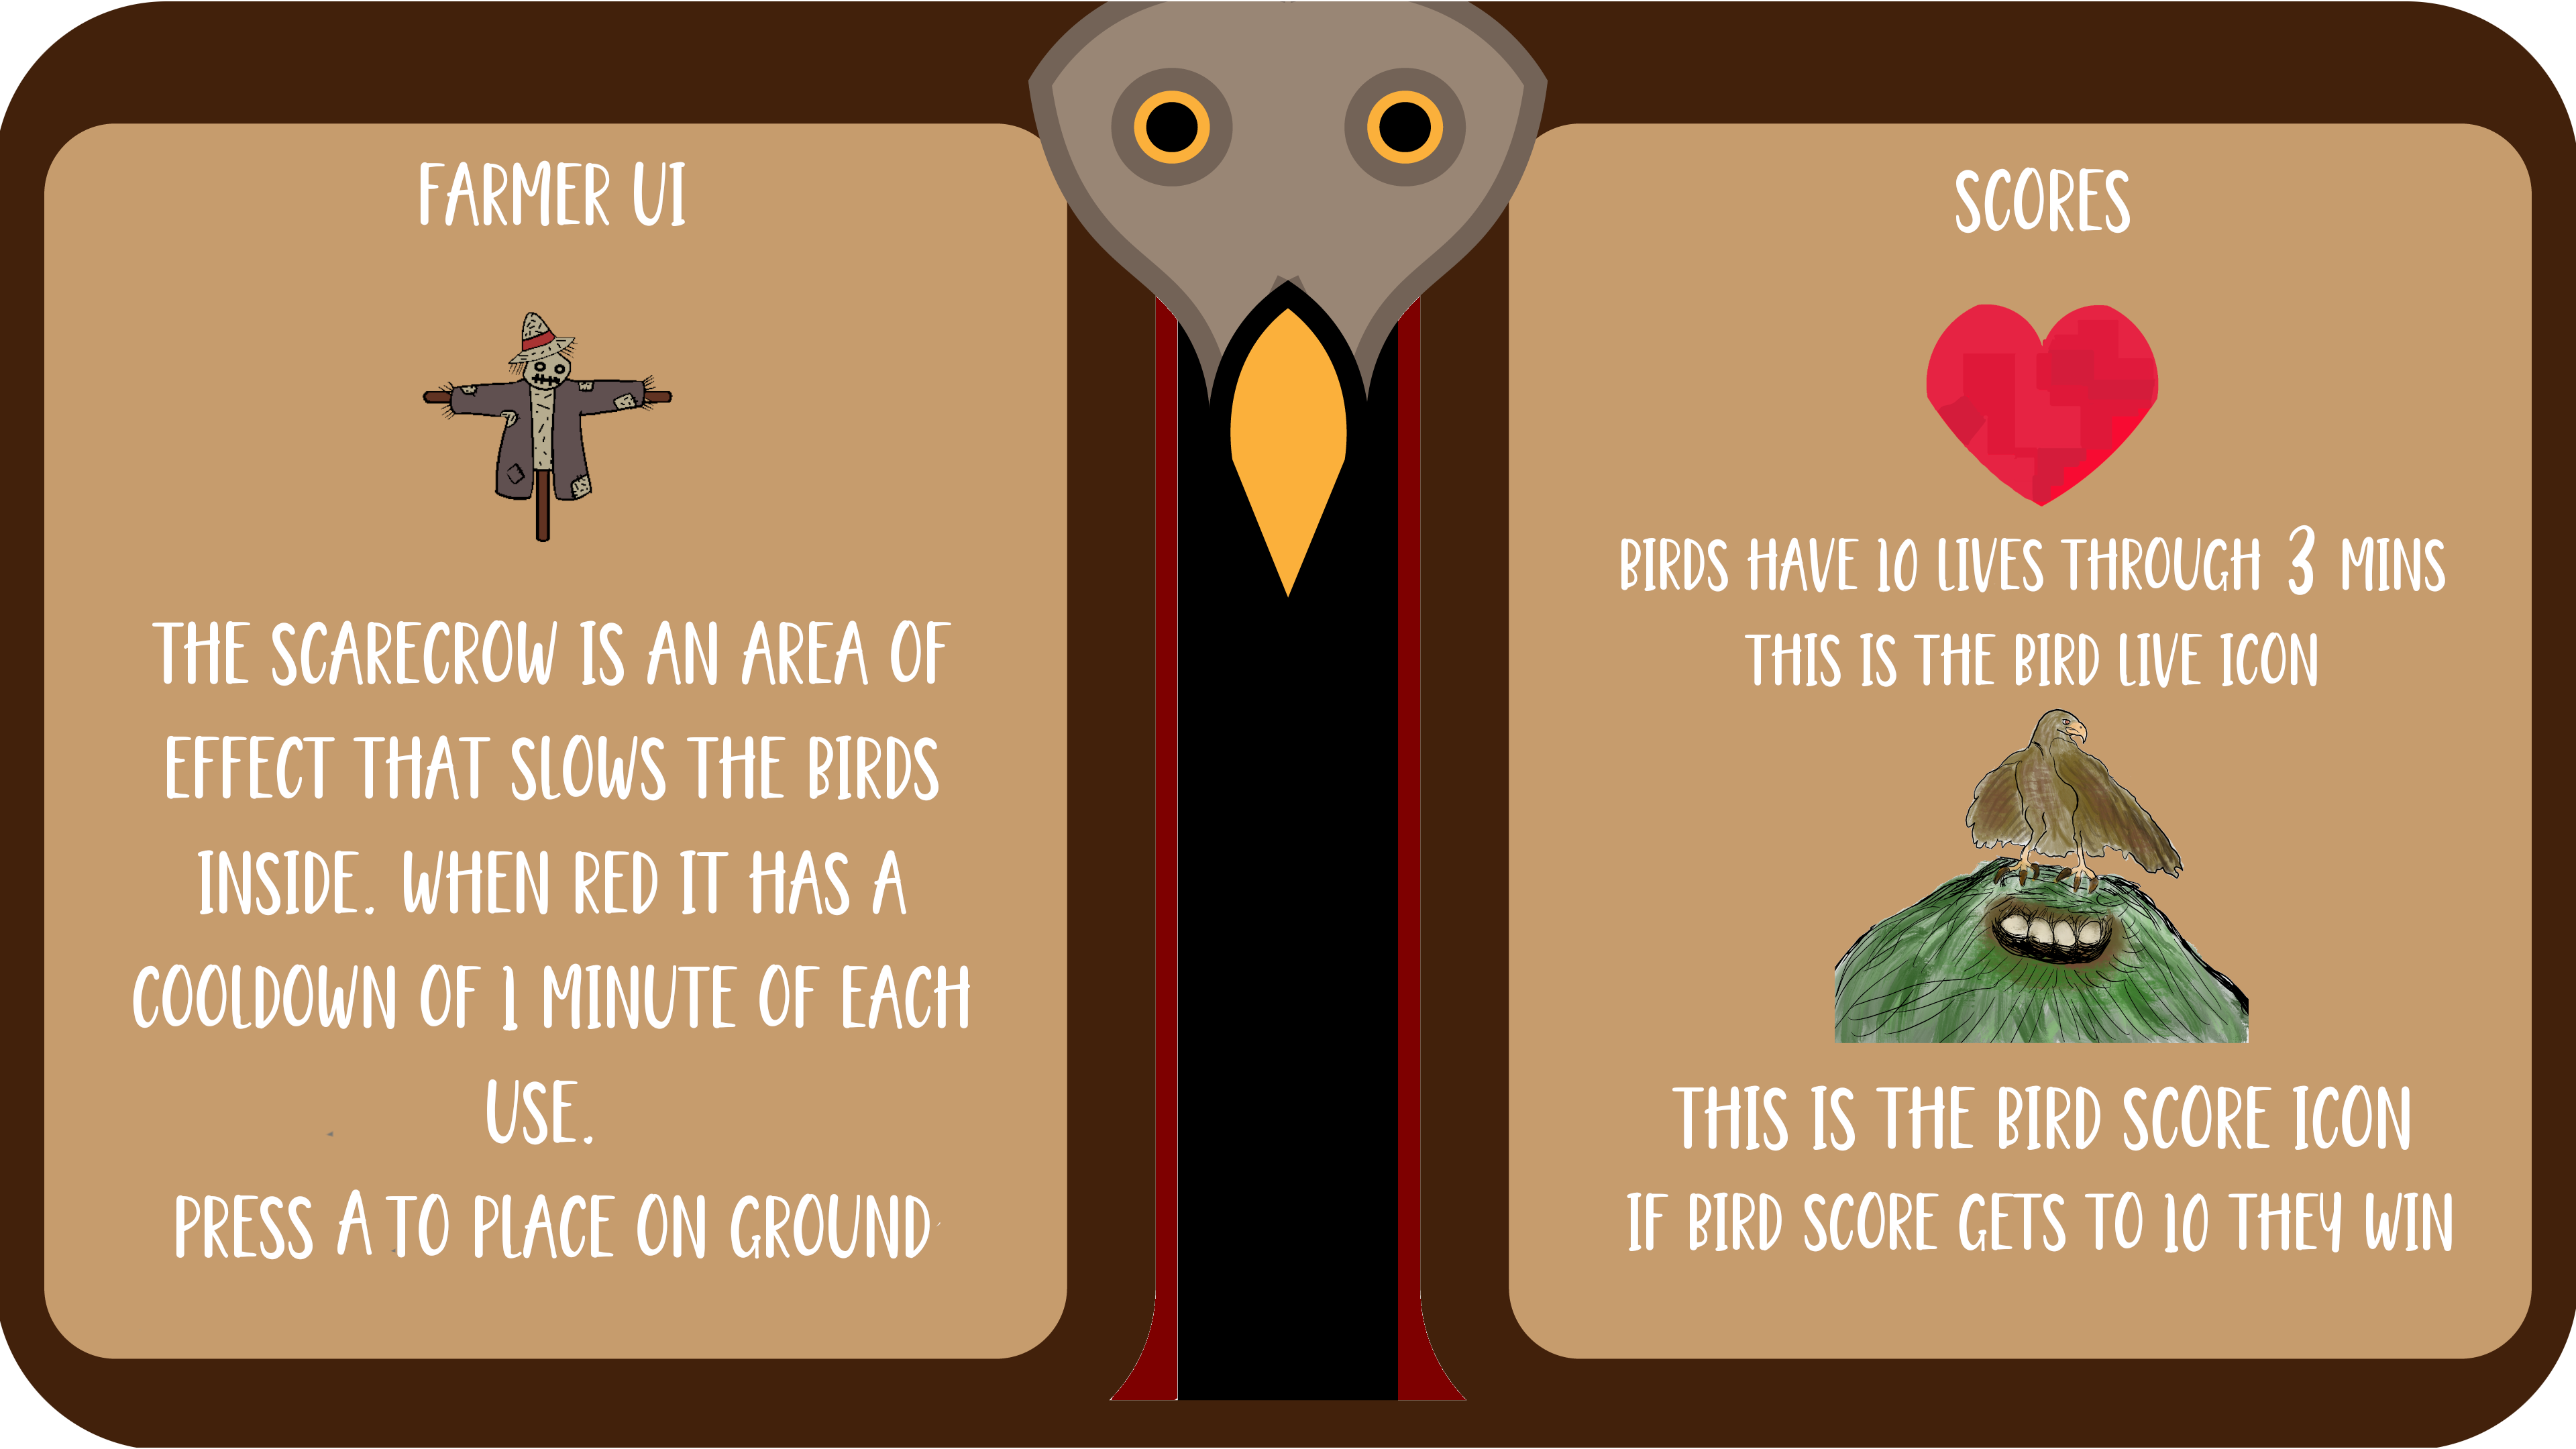 FARMER UI
THE SCARECROW IS AN AREA OF
EFFECT THAT SLOWS THE BIRDS
INSIDE. WHEN RED IT HAS A
COOLDOWN OF 1 MINUTE OF EACH
USE.
PRESS A TO PLACE ON GROUND
SCORES
BIRDS HAVE 10 LIVES THROUGH 3 MINS
THIS IS THE BIRD LIVE ICON
THIS IS THE BIRD SCORE ICON
IF BIRD SCORE GETS TO 10 THEY WIN